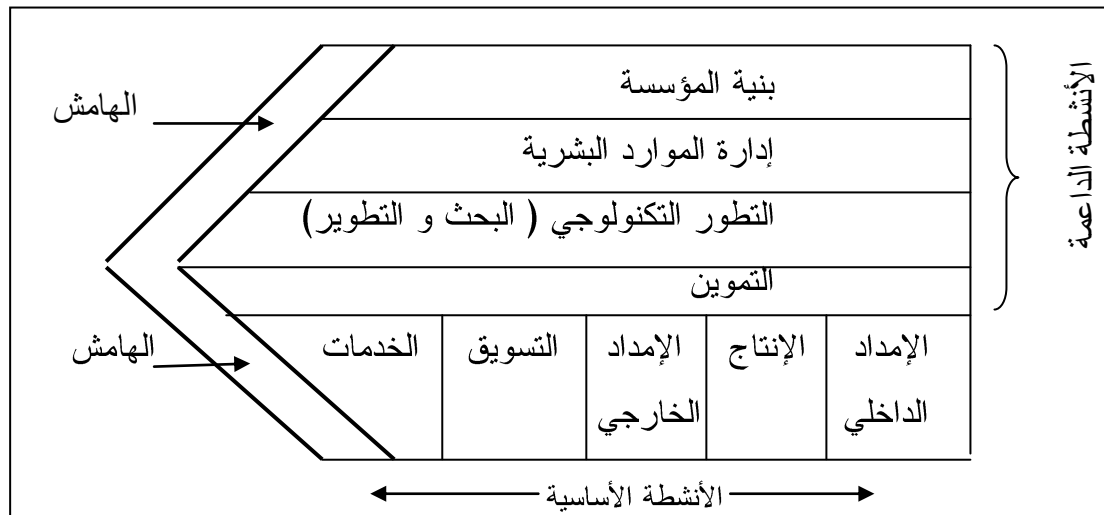 الأنشطة الداعمة
بنية المؤسسة
الهامش
إدارة الموارد البشرية
التطور التكنولوجي ( البحث و التطوير)
التموين
الإمداد
الداخلي
الإنتاج
الإمداد
الخارجي
التسويق
الخدمات
الهامش
الأنشطة الأساسية